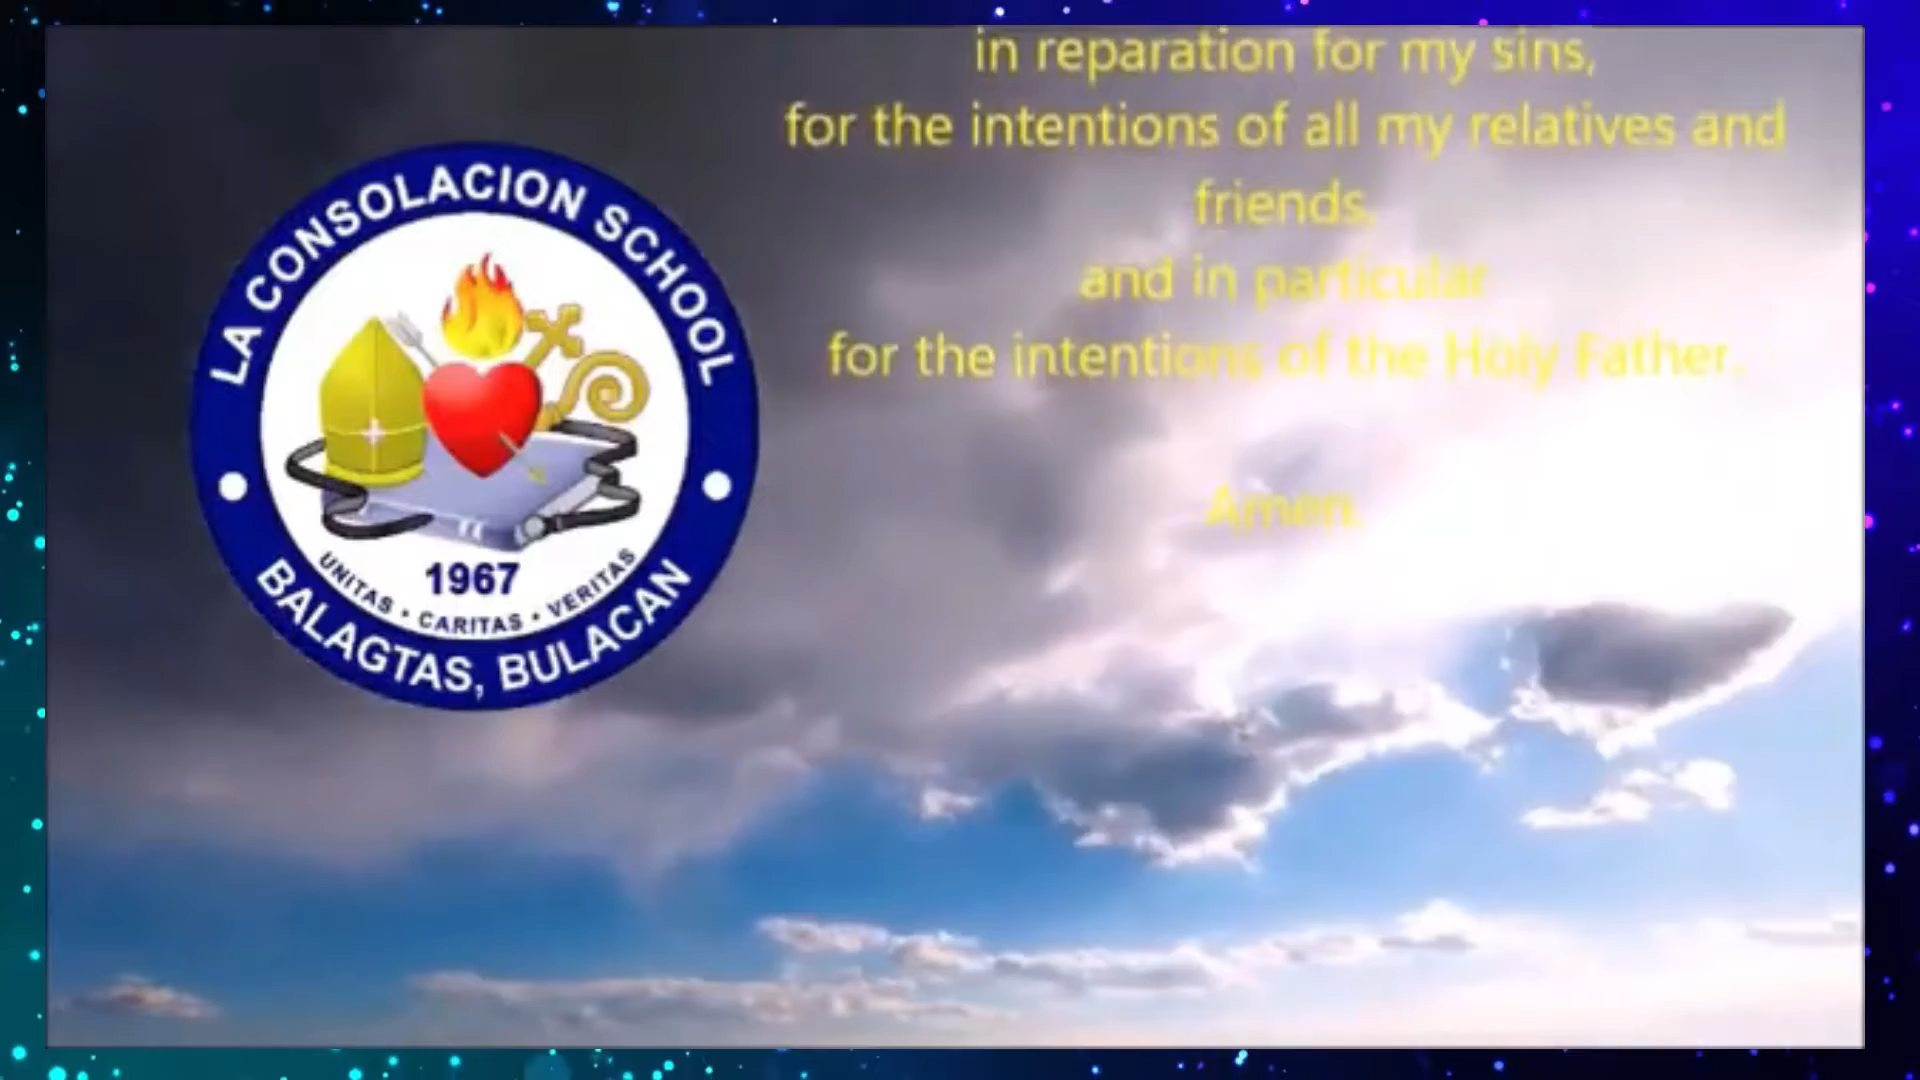 in reparation for my sins,
for the intentions of all my relatives and
friends,
and in particular
for the intentions of the Holy Father.
Amen.
LA CONSOLACION SCHOOL
1967
UNITAS • CARITAS • VERITAS
BALAGTAS, BULACAN